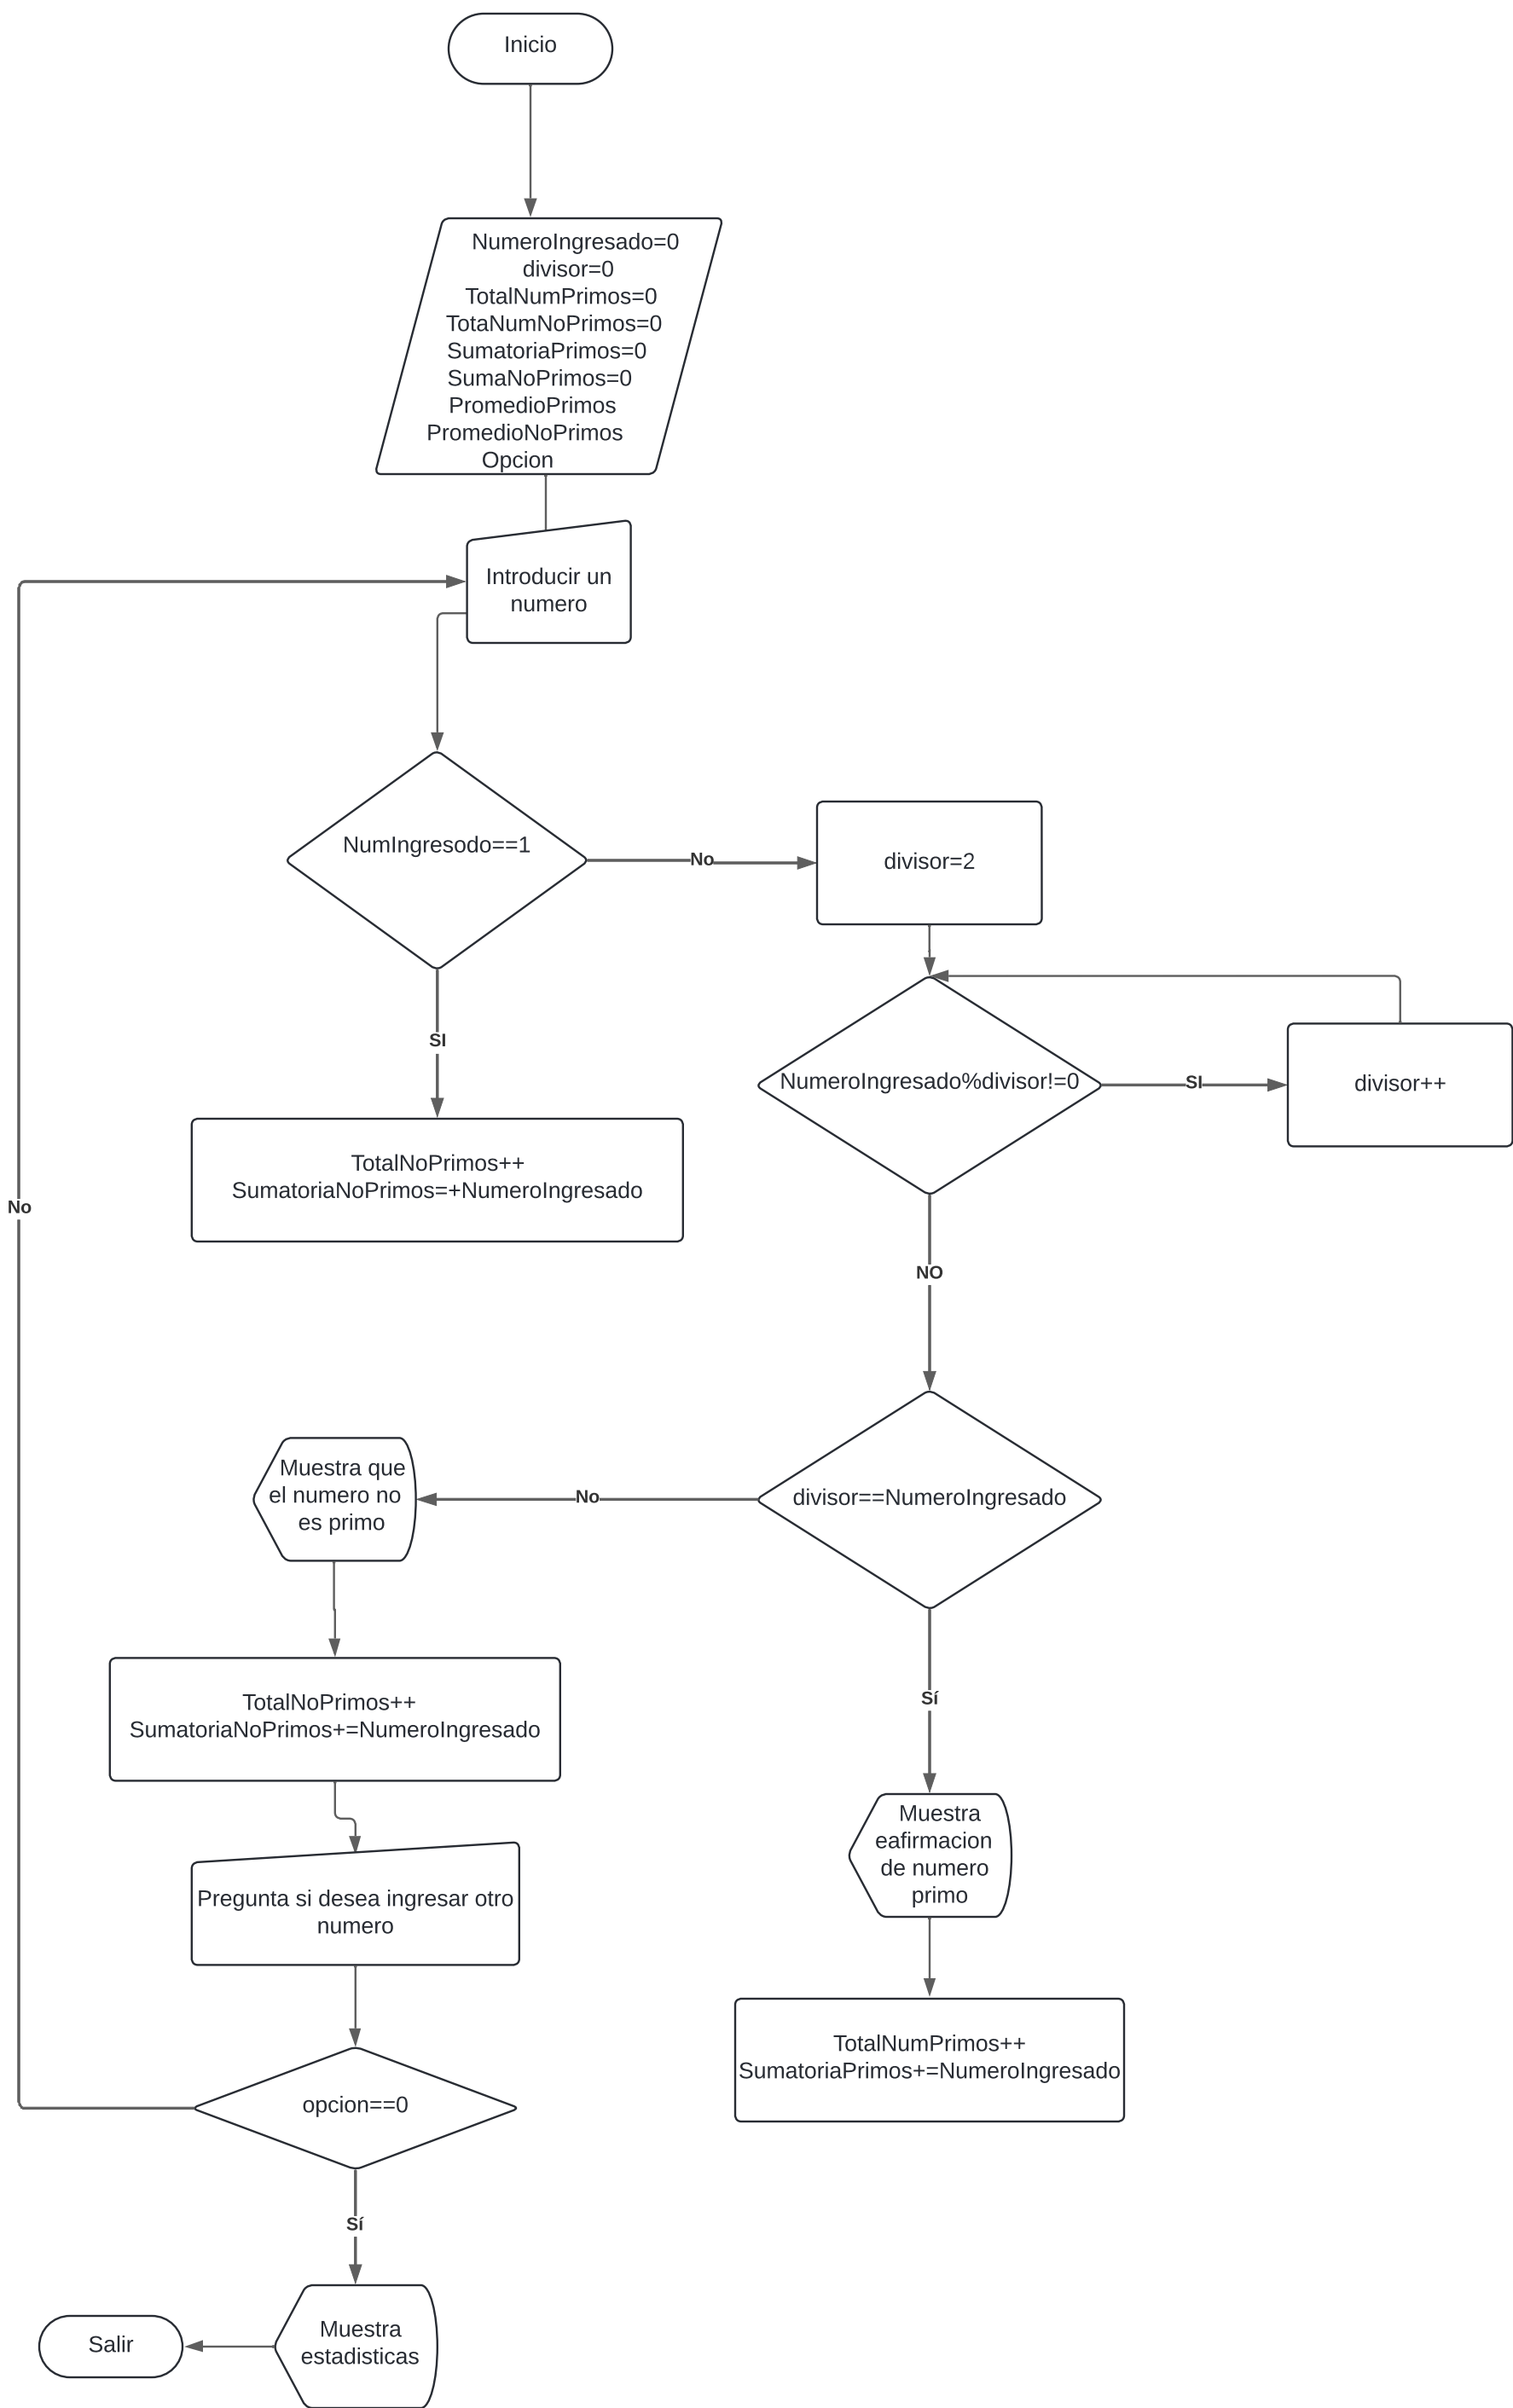 Inicio
NumeroIngresado=0
divisor=0
TotalNumPrimos=0
TotaNumNoPrimos=0
SumatoriaPrimos=0
SumaNoPrimos=0
PromedioPrimos
PromedioNoPrimos
Opcion
Introducir un
numero
NumIngresodo==1
No
divisor=2
SI
NumeroIngresado%divisor!=0
SI
divisor++
TotalNoPrimos++
SumatoriaNoPrimos=+NumeroIngresado
No
NO
Muestra que
el numero no
es primo
No
divisor==NumeroIngresado
Sí
TotalNoPrimos++
SumatoriaNoPrimos+=NumeroIngresado
Muestra
eafirmacion
de numero
primo
Pregunta si desea ingresar otro
numero
TotalNumPrimos++
SumatoriaPrimos+=NumeroIngresado
opcion==0
Sí
Muestra
estadisticas
Salir